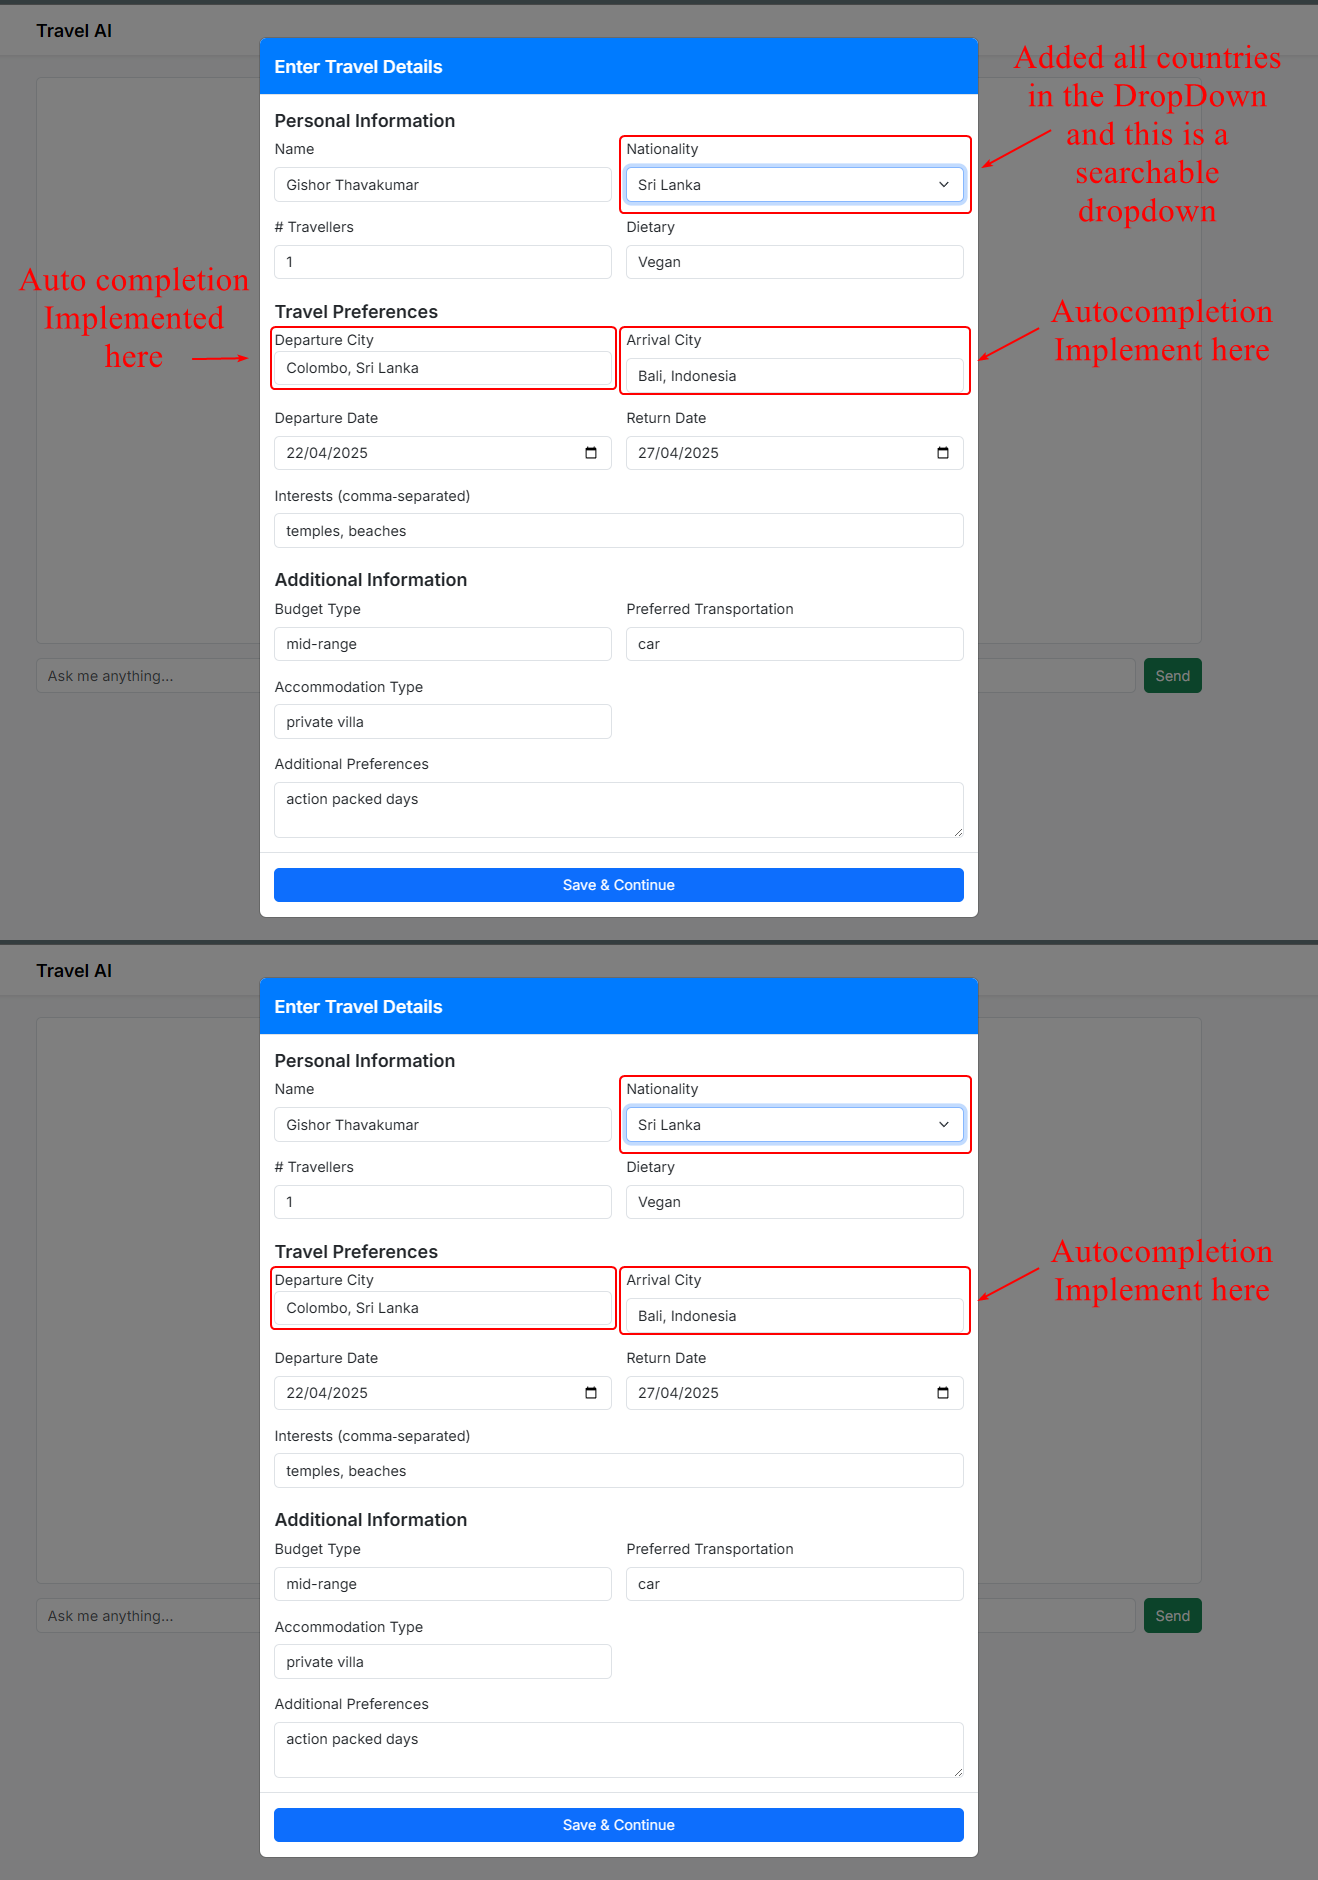 Travel AI
Enter Travel Details
Added all countries
in the DropDown
and this is a
searchable
dropdown
Personal Information
Name
Nationality
Gishor Thavakumar
Sri Lanka
# Travellers
Dietary
1
Vegan
Auto completion
Implemented
here
Travel Preferences
Autocompletion
Implement here
Departure City
Arrival City
Colombo, Sri Lanka
Bali, Indonesia
Departure Date
Return Date
22/04/2025
27/04/2025
Interests (comma-separated)
temples, beaches
Additional Information
Budget Type
Preferred Transportation
mid-range
car
Ask me anything...
Send
Accommodation Type
private villa
Additional Preferences
action packed days
Save & Continue
Travel AI
Enter Travel Details
Personal Information
Name
Nationality
Gishor Thavakumar
Sri Lanka
# Travellers
Dietary
1
Vegan
Travel Preferences
Autocompletion
Implement here
Departure City
Arrival City
Colombo, Sri Lanka
Bali, Indonesia
Departure Date
Return Date
22/04/2025
27/04/2025
Interests (comma-separated)
temples, beaches
Additional Information
Budget Type
Preferred Transportation
mid-range
car
Ask me anything...
Send
Accommodation Type
private villa
Additional Preferences
action packed days
Save & Continue